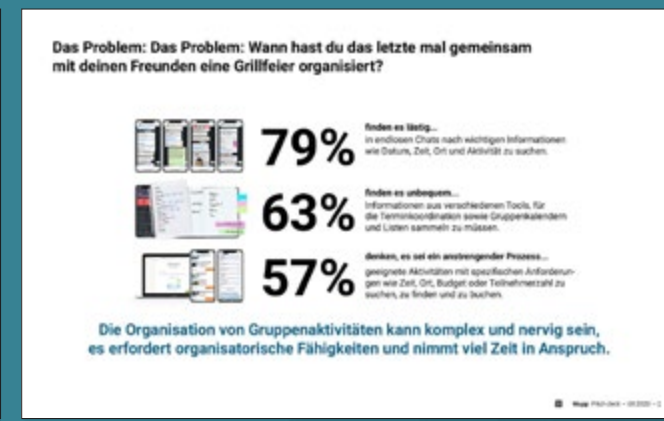 Das Problem: Das Problem: Wann hast du das letzte mal gemeinsam
mit deinen Freunden eine Grillfeier organisiert?
79%
finden es lästig...
in endlosen Chats nach wichtigen Informationen
wie Datum, Zeit, Ort und Aktivität zu suchen.
63%
finden es unbequem...
Informationen aus verschiedenen Tools, für
die Terminkoordination sowie Gruppenkalendern
und Listen sammeln zu müssen.
57%
denken, es sei ein anstrengender Prozess...
geeignete Aktivitäten mit spezifischen Anforderun-
gen wie Zeit, Ort, Budget oder Teilnehmerzahl zu
suchen, zu finden und zu buchen.
Die Organisation von Gruppenaktivitäten kann komplex und nervig sein,
es erfordert organisatorische Fähigkeiten und nimmt viel Zeit in Anspruch.